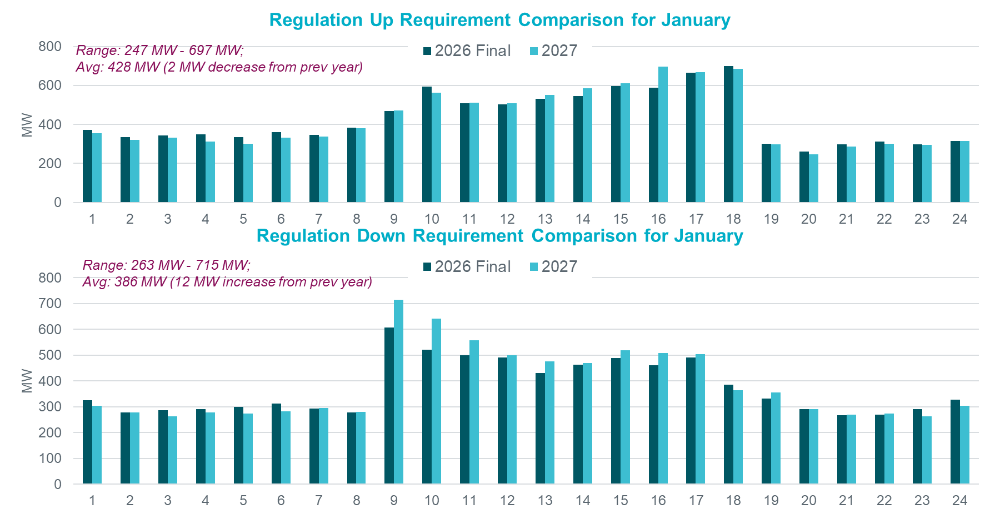 Regulation Up Requirement Comparison for January
Range: 247 MW - 697 MW;
Avg: 428 MW (2 MW decrease from prev year)
2026 Final 2027
MW
800
600
400
200
0
1 2 3 4 5 6 7 8 9 10 11 12 13 14 15 16 17 18 19 20 21 22 23 24
Regulation Down Requirement Comparison for January
Range: 263 MW - 715 MW;
Avg: 386 MW (12 MW increase from prev year)
2026 Final 2027
MW
800
700
600
500
400
300
200
100
0
1 2 3 4 5 6 7 8 9 10 11 12 13 14 15 16 17 18 19 20 21 22 23 24